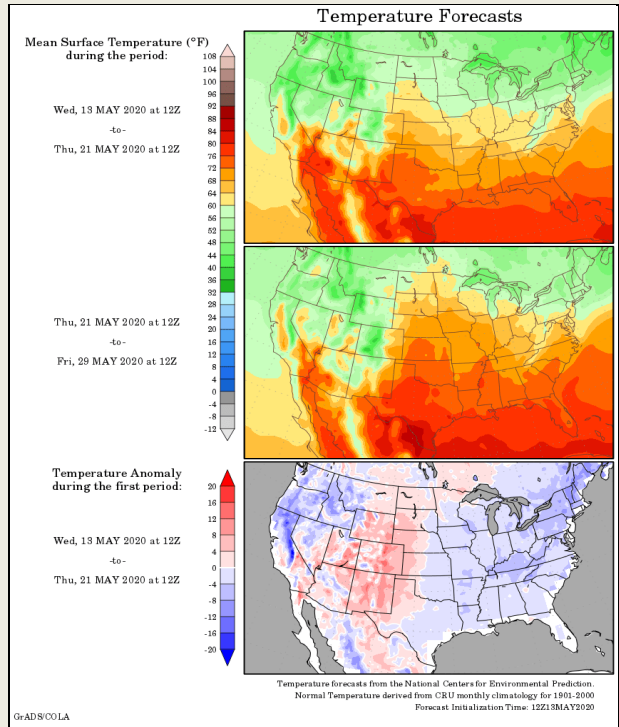 Temperature Forecasts
Mean Surface Temperature (°F)
during the period:
Wed, 13 MAY 2020 at 12Z
-to-
Thu, 21 MAY 2020 at 12Z
108
104
100
96
92
88
84
80
76
72
68
64
60
56
52
48
44
40
36
32
28
24
20
16
12
8
4
0
-4
-8
-12
Thu, 21 MAY 2020 at 12Z
-to-
Fri, 29 MAY 2020 at 12Z
Temperature Anomaly
during the first period:
Wed, 13 MAY 2020 at 12Z
-to-
Thu, 21 MAY 2020 at 12Z
20
16
12
8
4
0
-4
-8
-12
-16
-20
Temperature forecasts from the National Centers for Environmental Prediction.
Normal Temperature derived from CRU monthly climatology for 1901-2000
Forecast Initialization Time: 12Z13MAY2020
GrADS/COLA